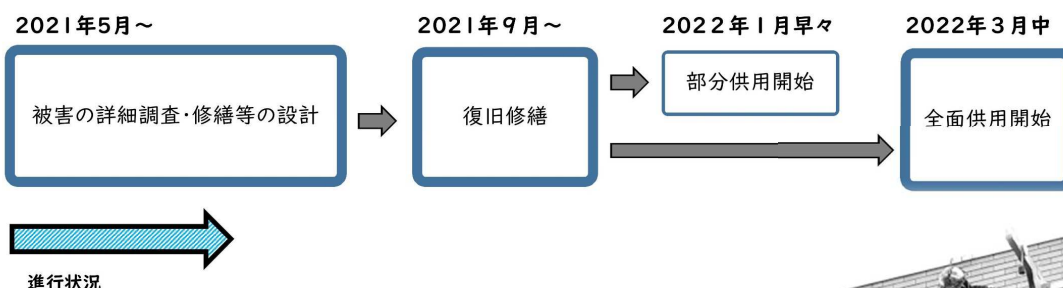 2021年5月～
2021年9月～
2022年1月早々
2022年3月中
被害の詳細調査・修繕等の設計
復旧修繕
部分供用開始
全面供用開始
進行状況